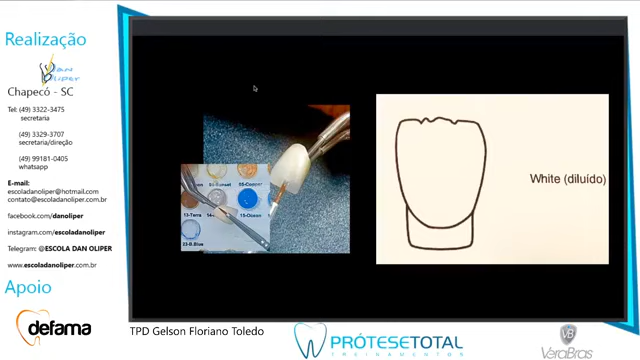 Realização
Dan
Oliper
Chapecó - SC
Tel: (49) 3322-3475
secretaria
(49) 3329-3707
secretaria/direção
(49) 99181-0405
whatsapp
E-mail:
escoladanoliper@hotmail.com
contato@escoladanoliper.com.br
facebook.com/danoliper
instagram.com/escoladanoliper
Telegram: @ESCOLA DAN OLIPER
www.escoladanoliper.com.br
Apoio
defama
-Sunset
-Copper
13-Terra
14-
15-Ocean
23-B.Blue
White (diluído)
TPD Gelson Floriano Toledo
PRÓTESETOTAL
TREINAMENTOS
VB
VeraBras